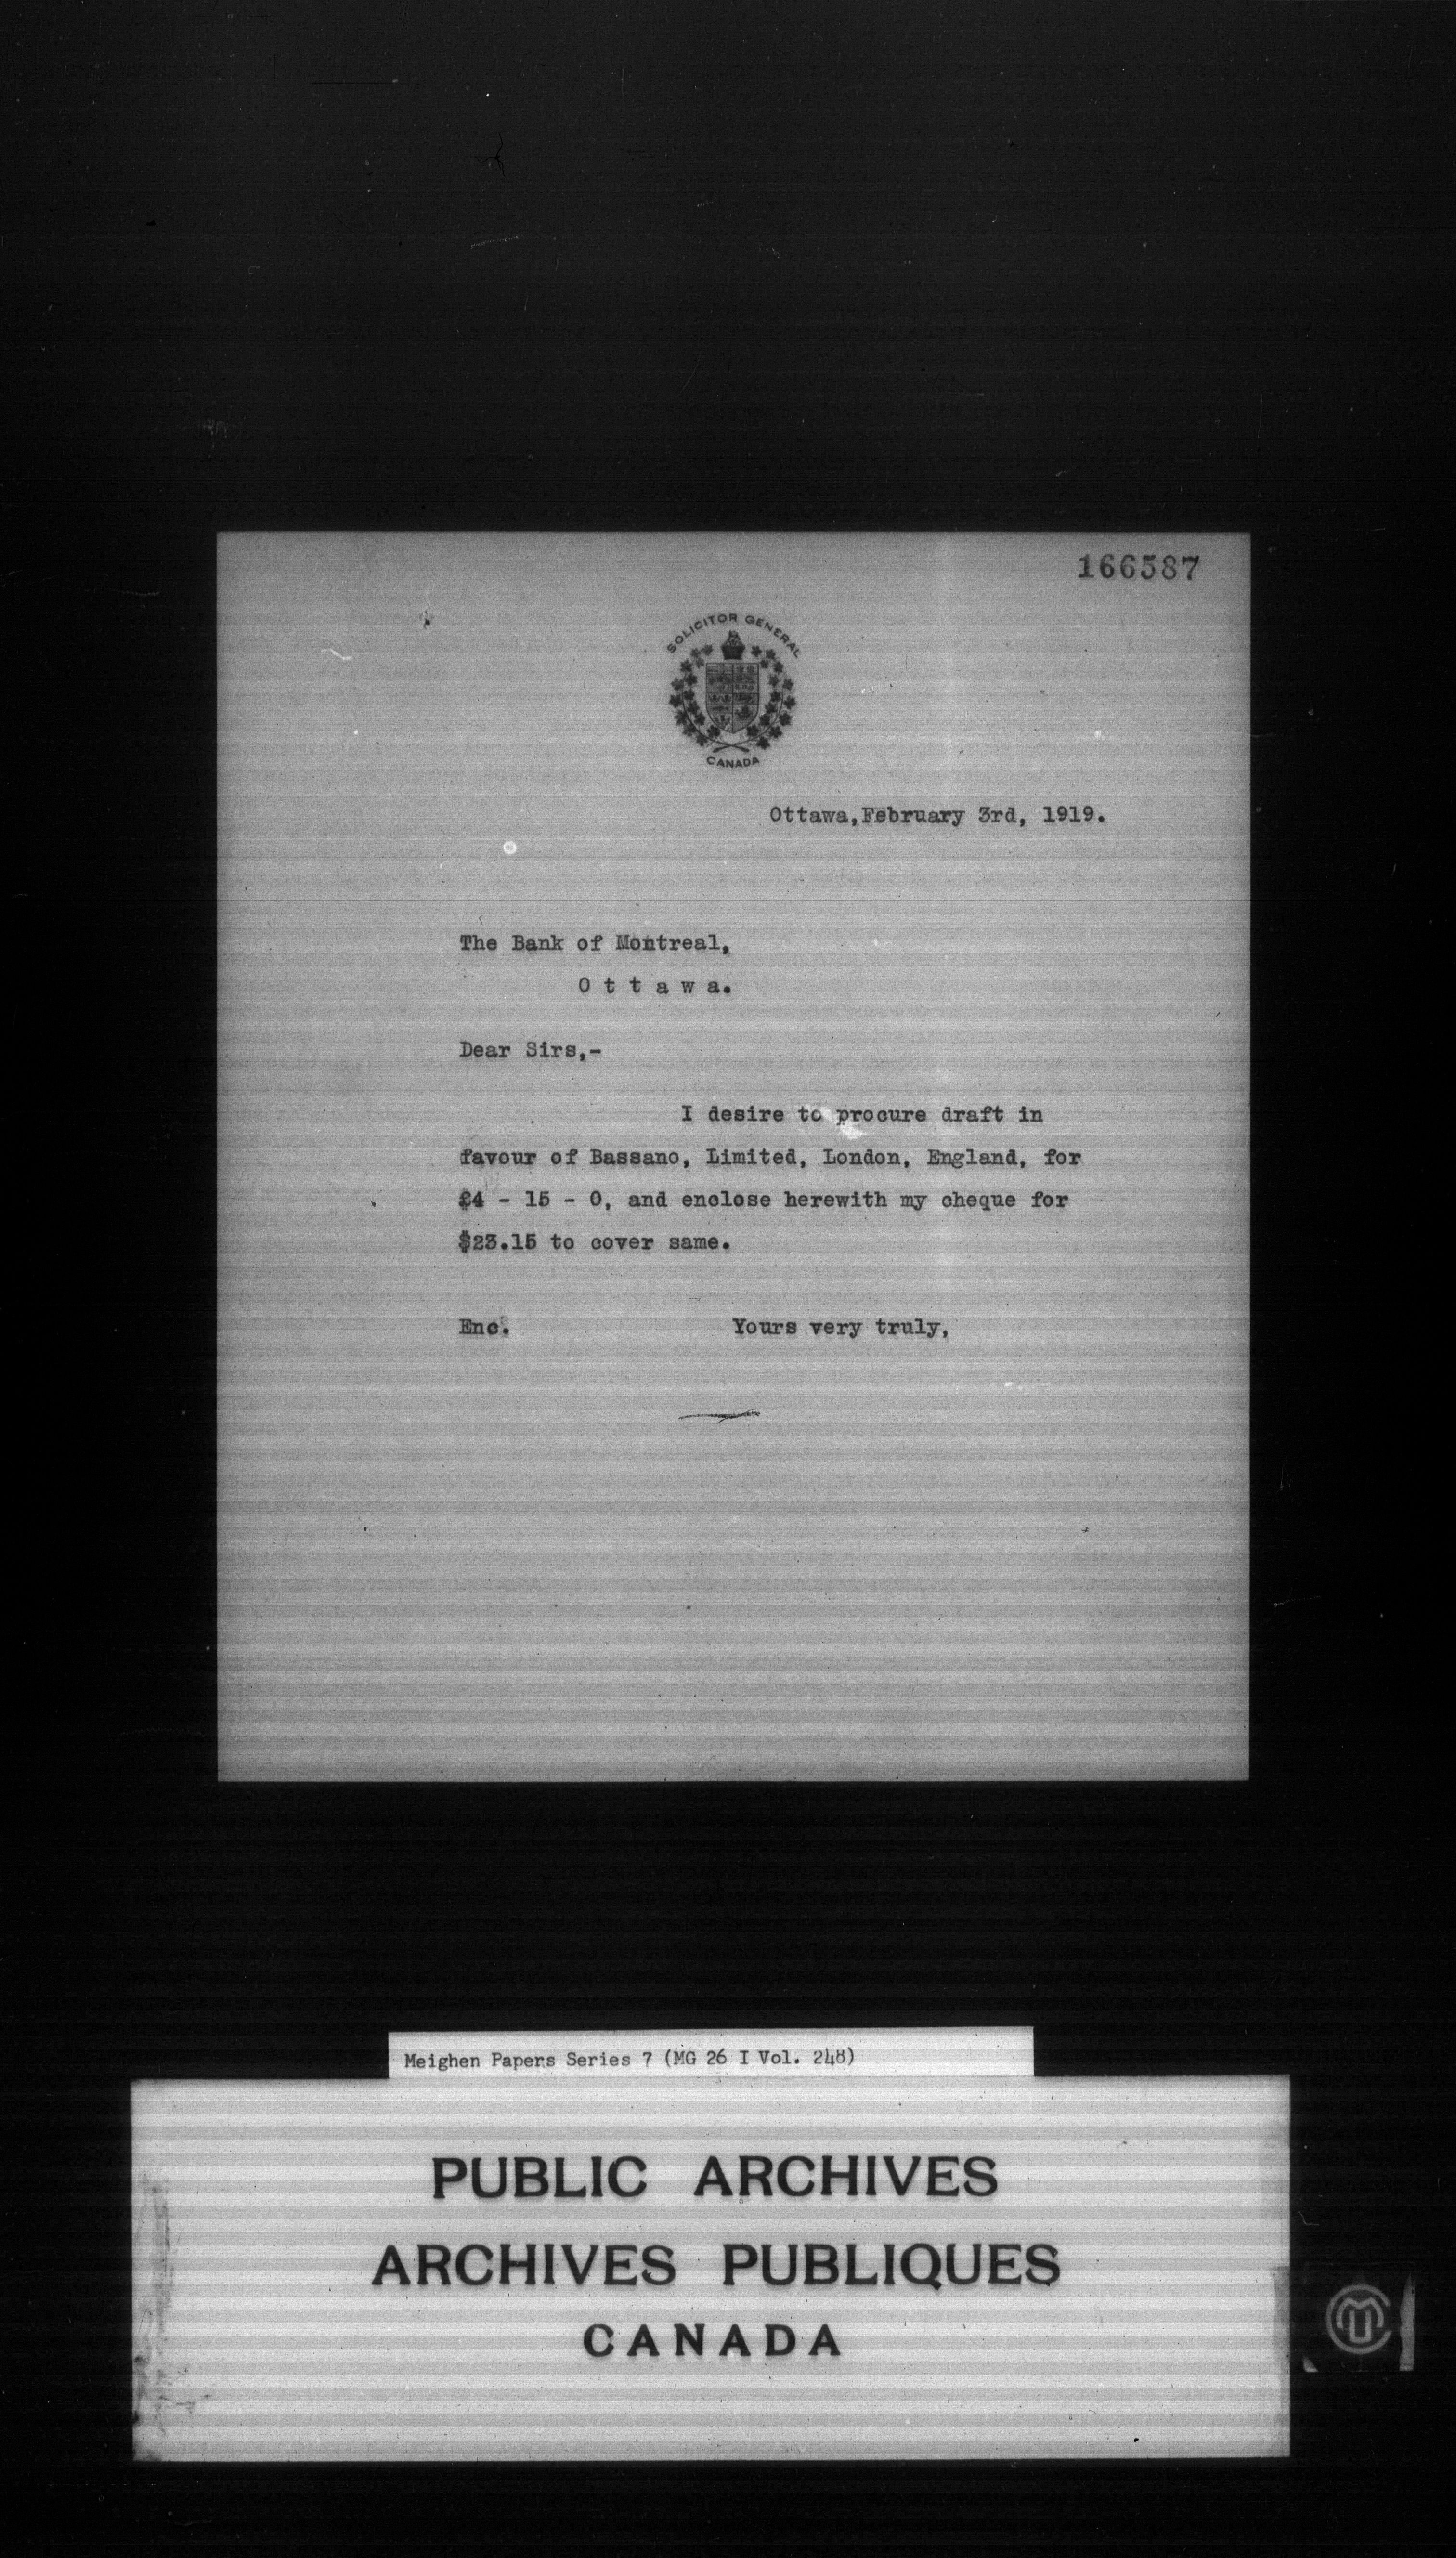 166587
SOLICITOR GENERAL
CANADA
Ottawa,February 3rd, 1919.
The Bank of Montreal,
O t t a w a.
Dear Sirs,-
I desire to procure draft in
favour of Bassano, Limited, London, England, for
£4 - 15 - 0, and enclose herewith my cheque for
$23.15 to cover same.
Enc. Yours very truly,
Meighen Papers Series 7 (MG 26 I Vol. 248)
PUBLIC ARCHIVES
ARCHIVES PUBLIQUES
CANADA